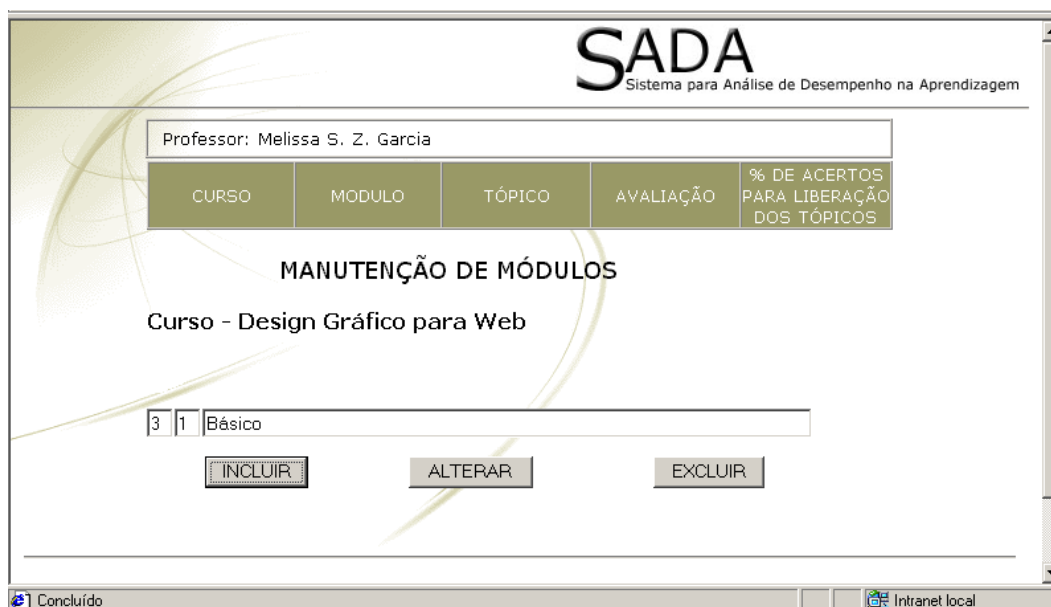 SADA
Sistema para Análise de Desempenho na Aprendizagem
Professor: Melissa S. Z. Garcia
CURSO
MODULO
TÓPICO
AVALIAÇÃO
% DE ACERTOS
PARA LIBERAÇÃO
DOS TÓPICOS
MANUTENÇÃO DE MÓDULOS
Curso - Design Gráfico para Web
3 1 Básico
INCLUIR ALTERAR EXCLUIR
Concluído Intranet local